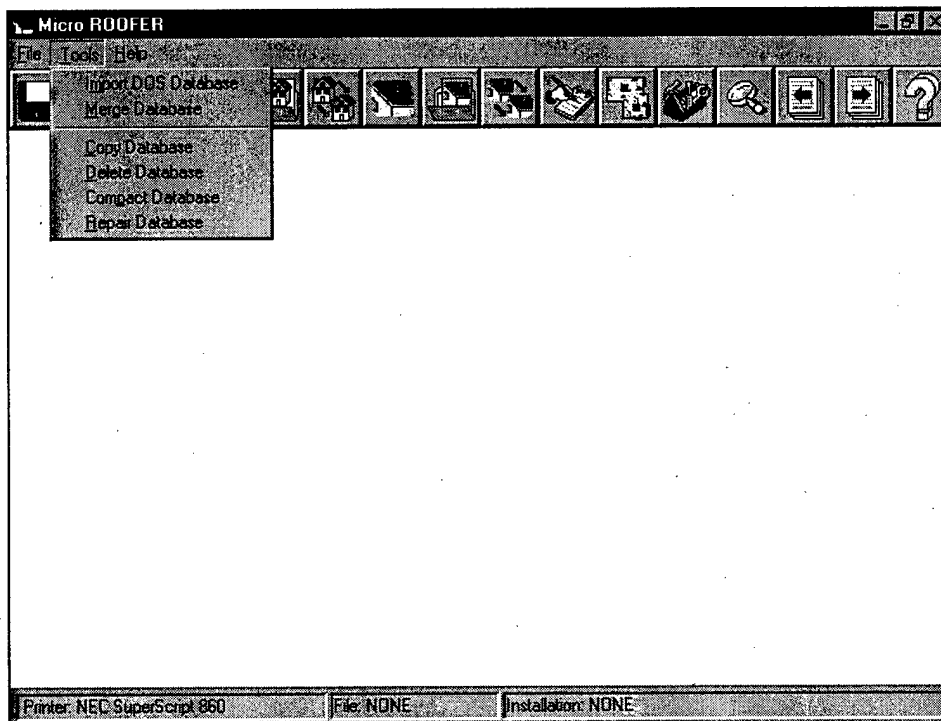 Micro ROOFER
File Tools Help
Import DOS Database
Merge Database
Copy Database
Delete Database
Compact Database
Repair Database
Printer: NEC SuperScript 860 File: NONE Installation: NONE